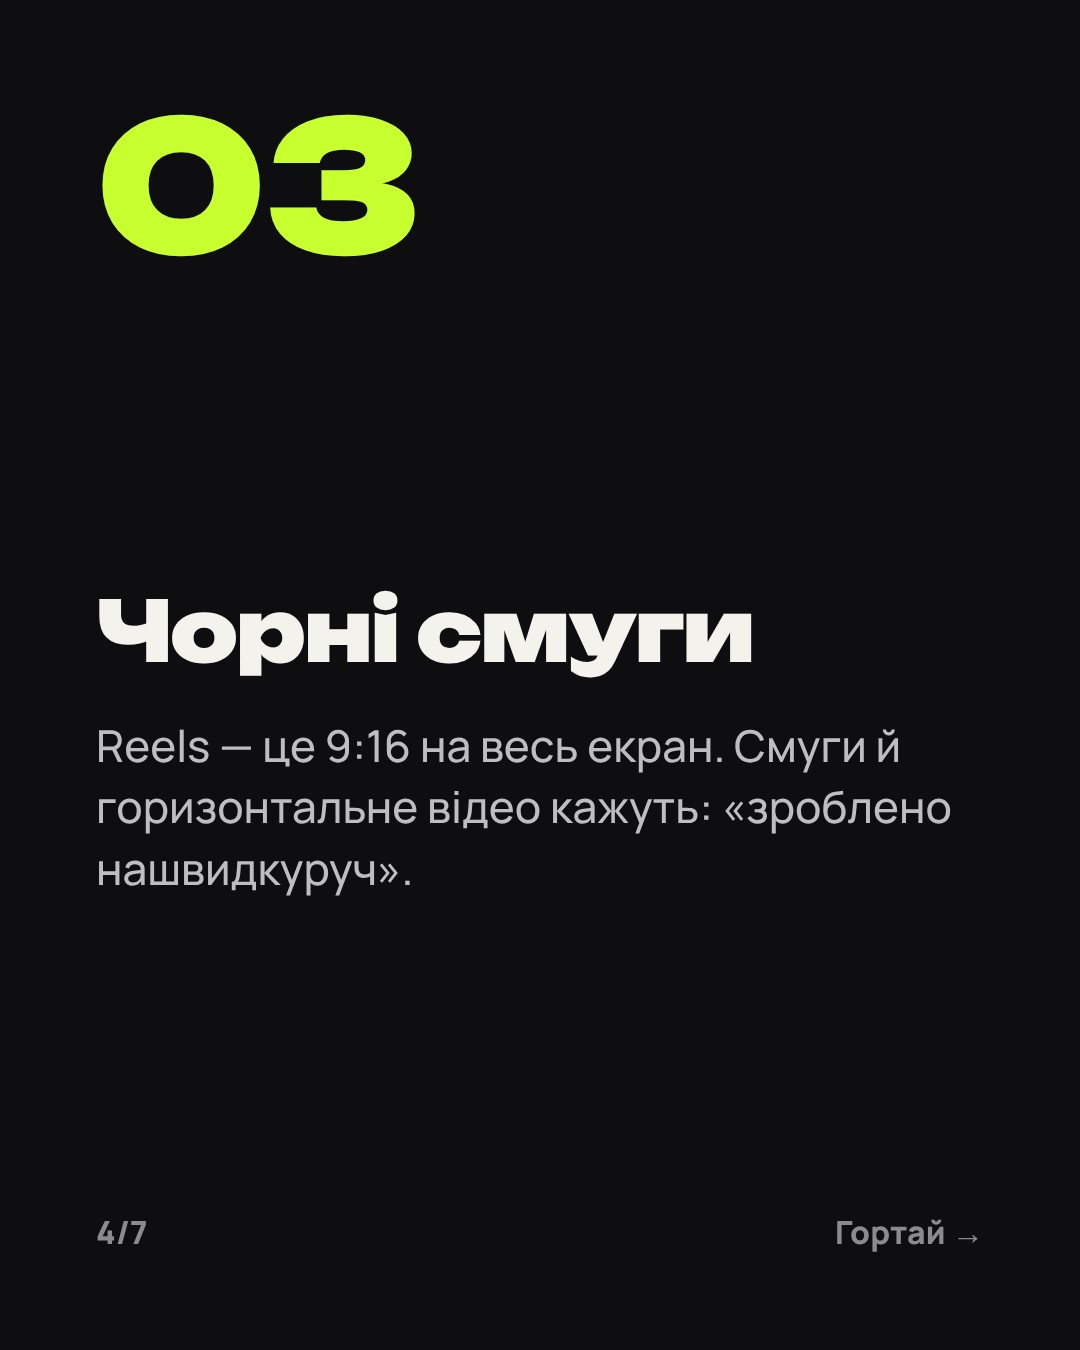 03
Чорні смуги
Reels — це 9:16 на весь екран. Смуги й
горизонтальне відео кажуть: «зроблено
нашвидкуруч».
4/7
Гортай →